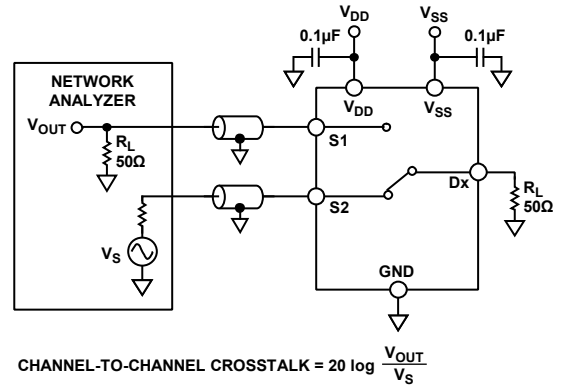 V_DD V_SS
0.1μF 0.1μF
NETWORK
ANALYZER
V_DD V_SS
V_OUT
R_L
50Ω
S1
S2
Dx
R_L
50Ω
V_S
GND
CHANNEL-TO-CHANNEL CROSSTALK = 20 log V_OUT / V_S